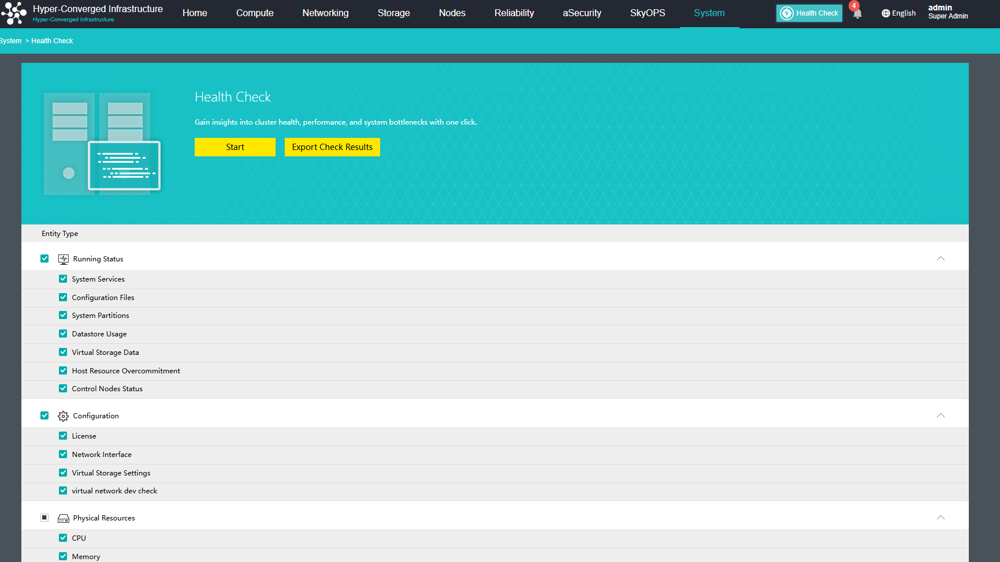 Hyper-Converged Infrastructure
Hyper-Converged Infrastructure
Home Compute Networking Storage Nodes Reliability aSecurity SkyOPS System
Health Check
4
English
admin
Super Admin
System > Health Check
Health Check
Gain insights into cluster health, performance, and system bottlenecks with one click.
Start
Export Check Results
Entity Type
Running Status
System Services
Configuration Files
System Partitions
Datastore Usage
Virtual Storage Data
Host Resource Overcommitment
Control Nodes Status
Configuration
License
Network Interface
Virtual Storage Settings
virtual network dev check
Physical Resources
CPU
Memory